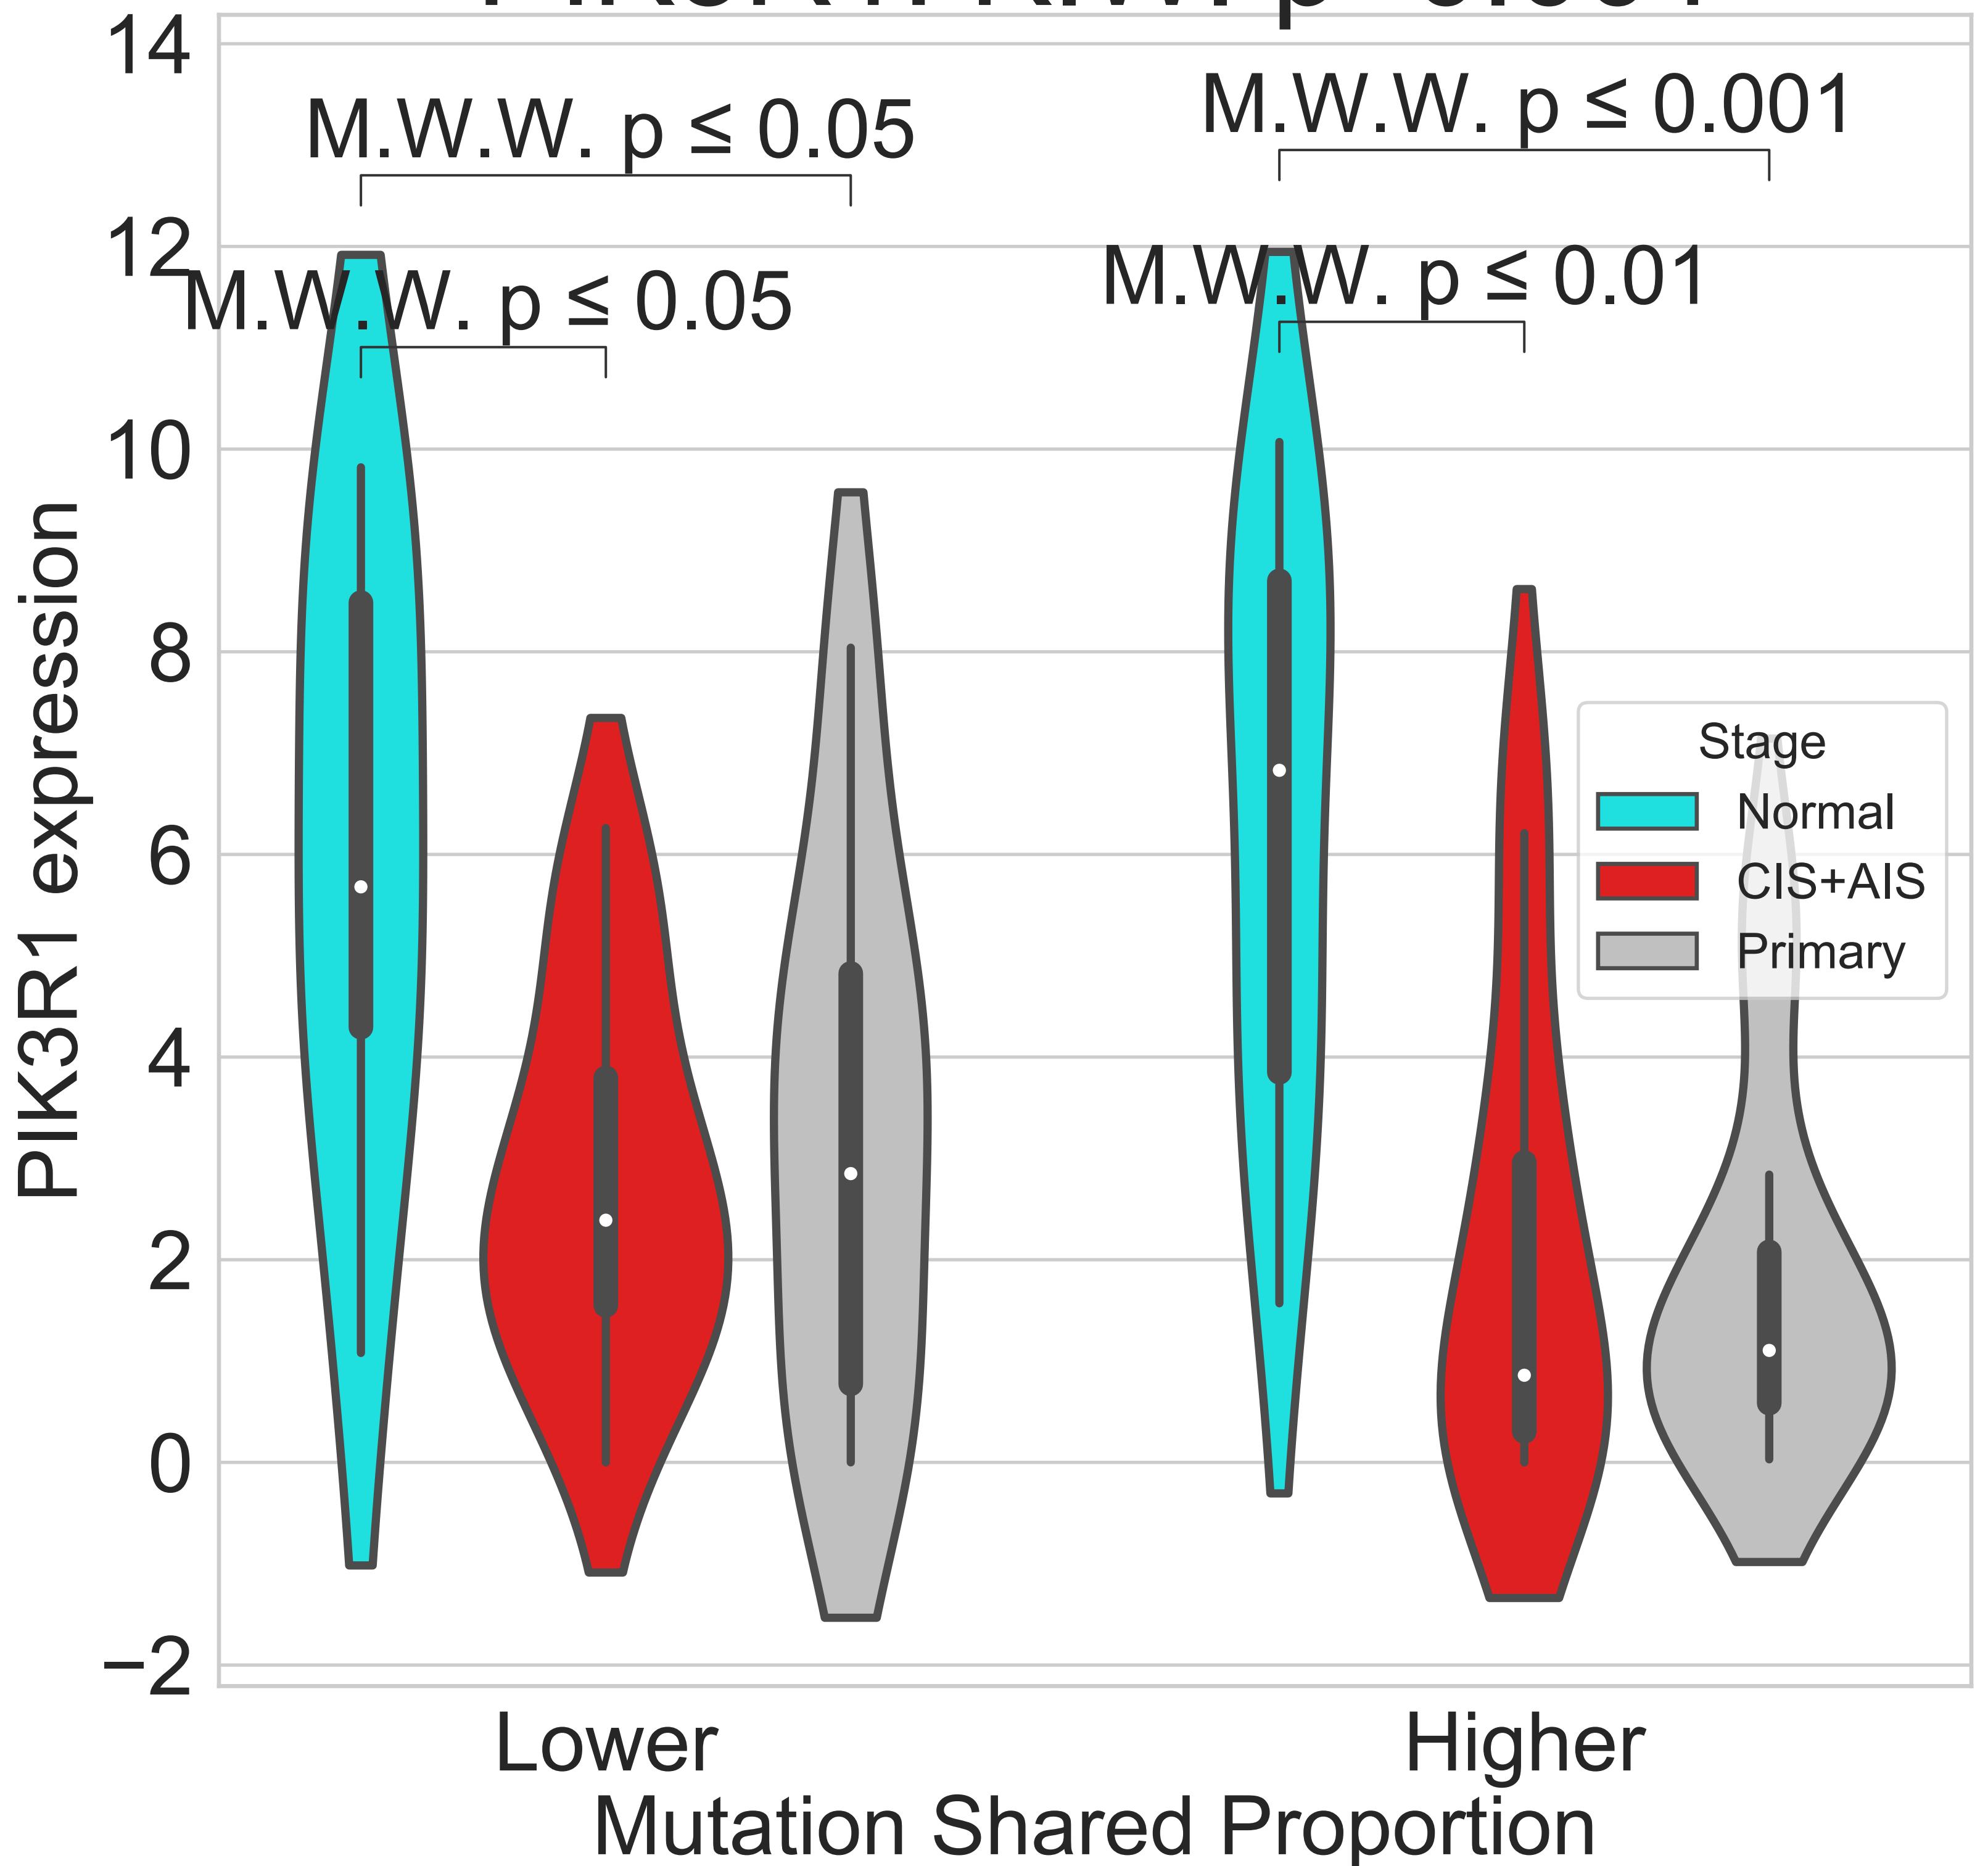 14
12
10
8
6
4
2
0
−2
PIK3R1 expression
M.W.W. p ≤ 0.05
M.W.W. p ≤ 0.001
M.W.W. p ≤ 0.05
M.W.W. p ≤ 0.01
Stage
Normal
CIS+AIS
Primary
Lower
Higher
Mutation Shared Proportion